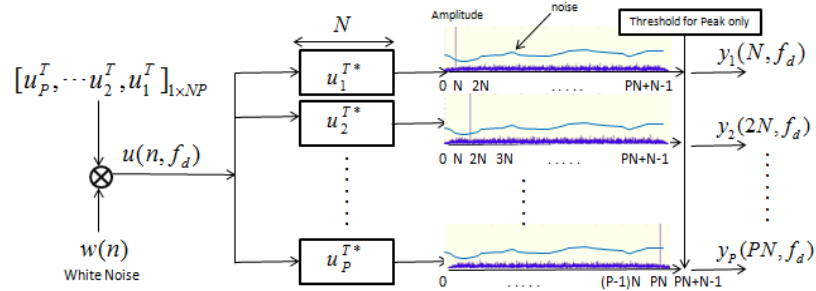 N
Amplitude
noise
Threshold for Peak only
[u_P^T, ⋯ u_2^T, u_1^T]_{1×NP}
u_1^{T*}
y_1(N, f_d)
0 N 2N ..... PN+N-1
u_2^{T*}
u(n, f_d)
y_2(2N, f_d)
0 N 2N 3N ..... PN+N-1
w(n)
White Noise
u_P^{T*}
y_P(PN, f_d)
0 ..... (P-1)N PN PN+N-1